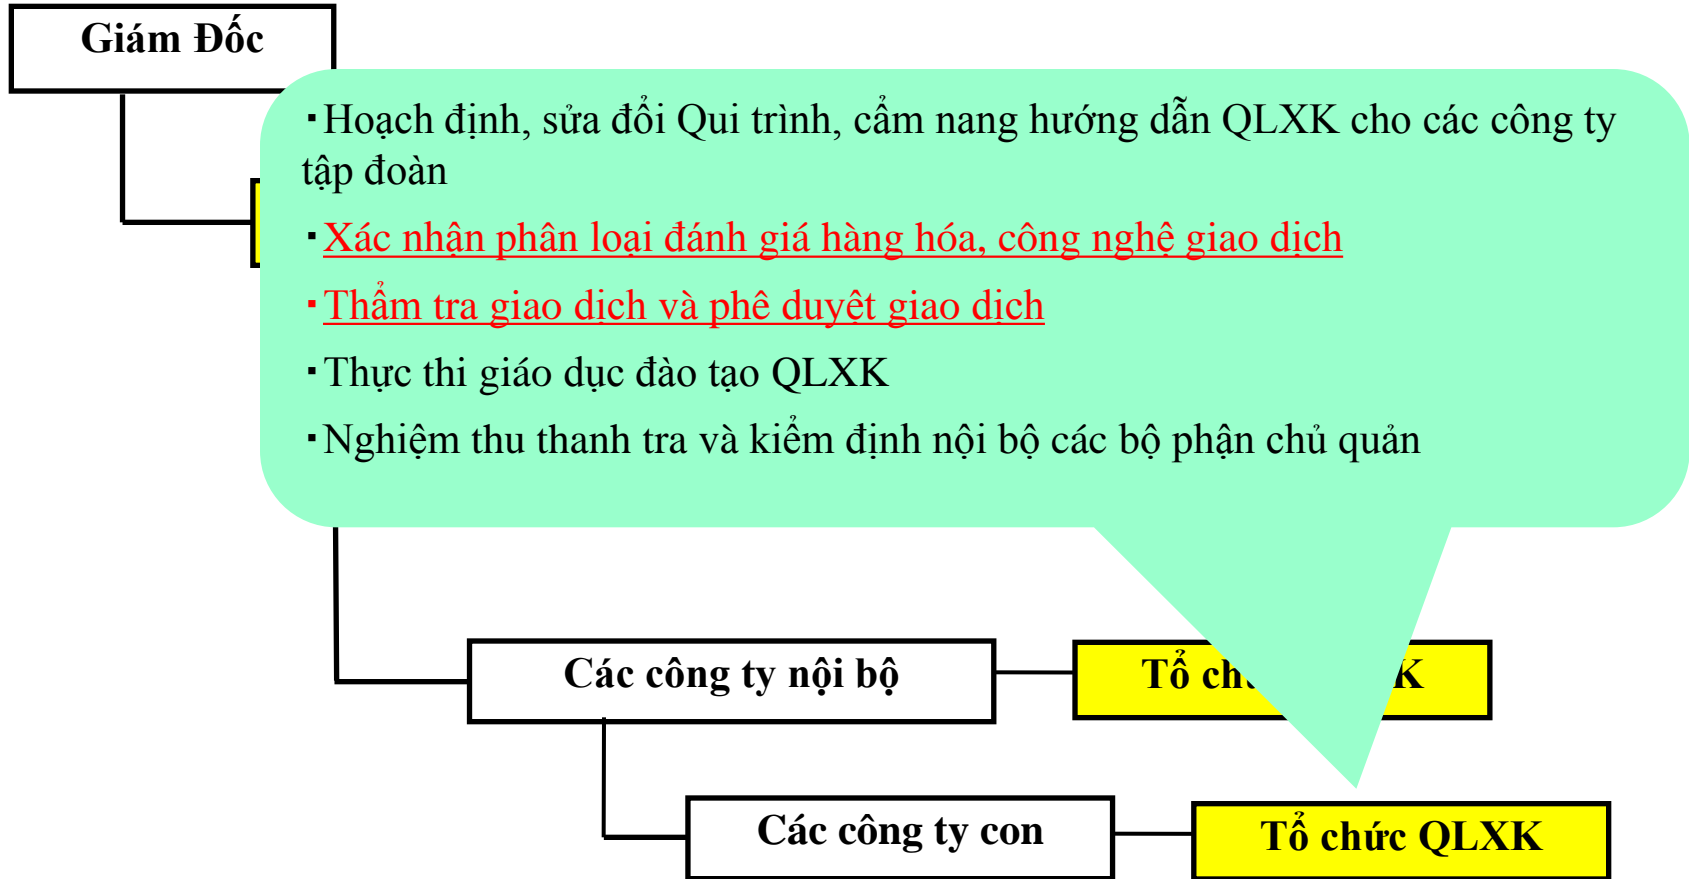 Giám Đốc
▪Hoạch định, sửa đổi Qui trình, cẩm nang hướng dẫn QLXK cho các công ty
tập đoàn
▪Xác nhận phân loại đánh giá hàng hóa, công nghệ giao dịch
▪Thẩm tra giao dịch và phê duyệt giao dịch
▪Thực thi giáo dục đào tạo QLXK
▪Nghiệm thu thanh tra và kiểm định nội bộ các bộ phận chủ quản
Các công ty nội bộ
Tổ
Các công ty con
Tổ chức QLXK